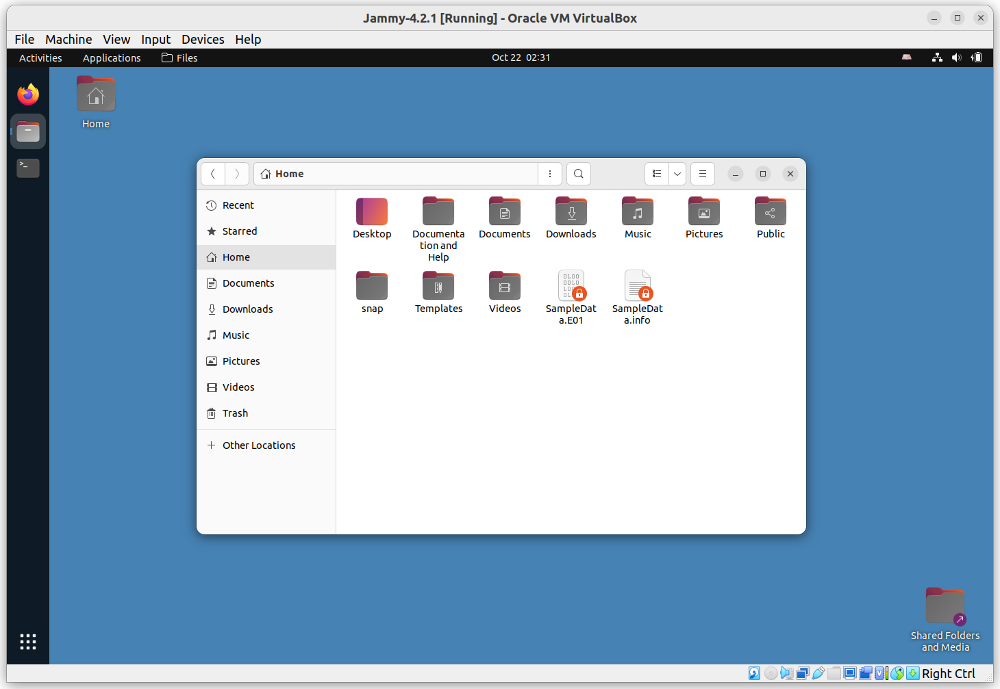 Jammy-4.2.1 [Running] - Oracle VM VirtualBox
File Machine View Input Devices Help
Activities Applications Files Oct 22 02:31
Home
Home
Recent
Starred
Home
Documents
Downloads
Music
Pictures
Videos
Trash
Other Locations
Desktop
Documenta
tion and
Help
Documents
Downloads
Music
Pictures
Public
snap
Templates
Videos
SampleDat
a.E01
SampleDat
a.info
Shared Folders
and Media
Right Ctrl